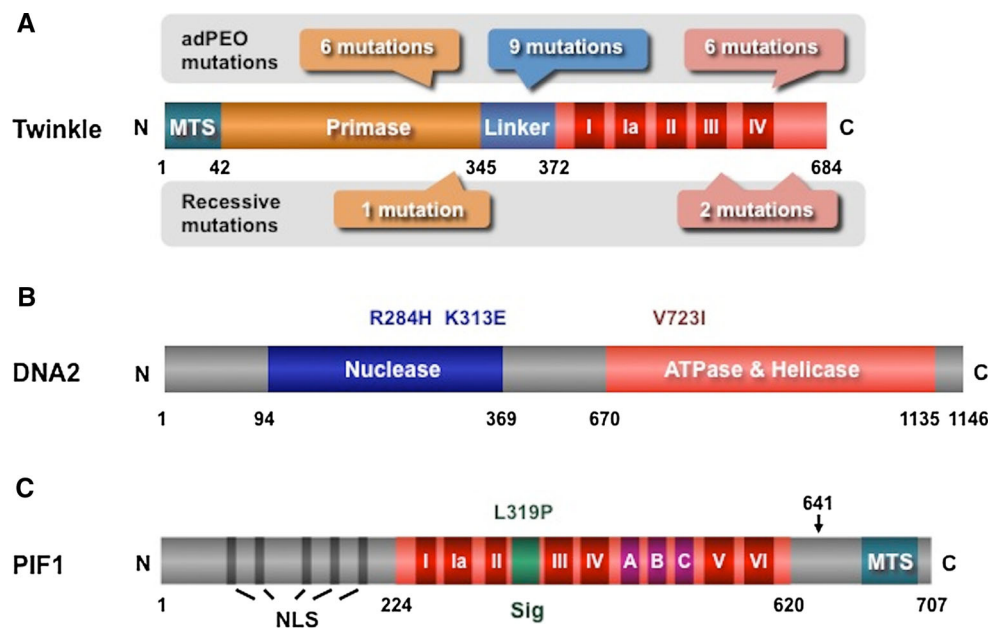 A
adPEO
mutations
6 mutations 9 mutations 6 mutations
Twinkle N MTS Primase Linker I Ia II III IV C
1 42 345 372 684
Recessive
mutations
1 mutation 2 mutations
B
R284H K313E V723I
DNA2 N Nuclease ATPase & Helicase C
1 94 369 670 1135 1146
C
L319P 641
PIF1 N I Ia II III IV A B C V VI MTS C
1 NLS 224 Sig 620 707